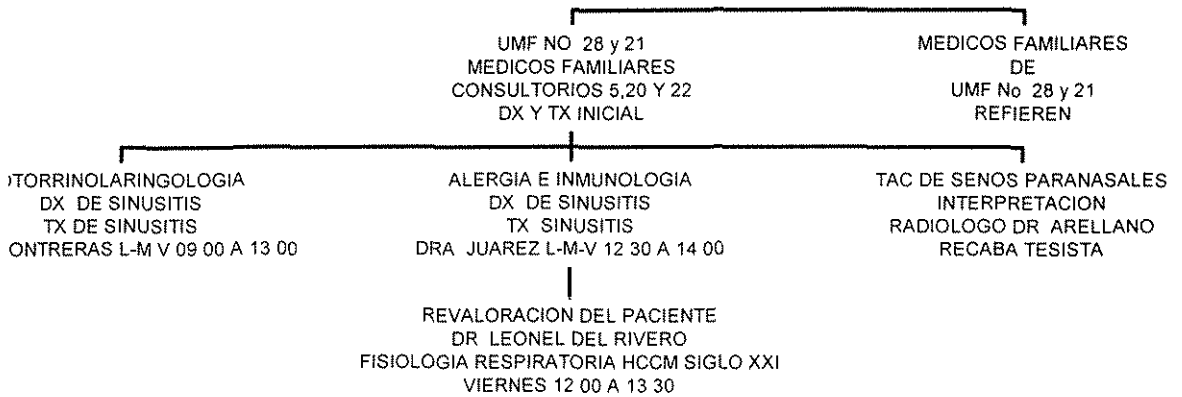 UMF NO 28 y 21
MEDICOS FAMILIARES
CONSULTORIOS 5,20 Y 22
DX Y TX INICIAL
MEDICOS FAMILIARES
DE
UMF No 28 y 21
REFIEREN
OTORRINOLARINGOLOGIA
DX DE SINUSITIS
TX DE SINUSITIS
ONTRERAS L-M V 09 00 A 13 00
ALERGIA E INMUNOLOGIA
DX DE SINUSITIS
TX SINUSITIS
DRA JUAREZ L-M-V 12 30 A 14 00
TAC DE SENOS PARANASALES
INTERPRETACION
RADIOLOGO DR ARELLANO
RECABA TESISTA
REVALORACION DEL PACIENTE
DR LEONEL DEL RIVERO
FISIOLOGIA RESPIRATORIA HCCM SIGLO XXI
VIERNES 12 00 A 13 30